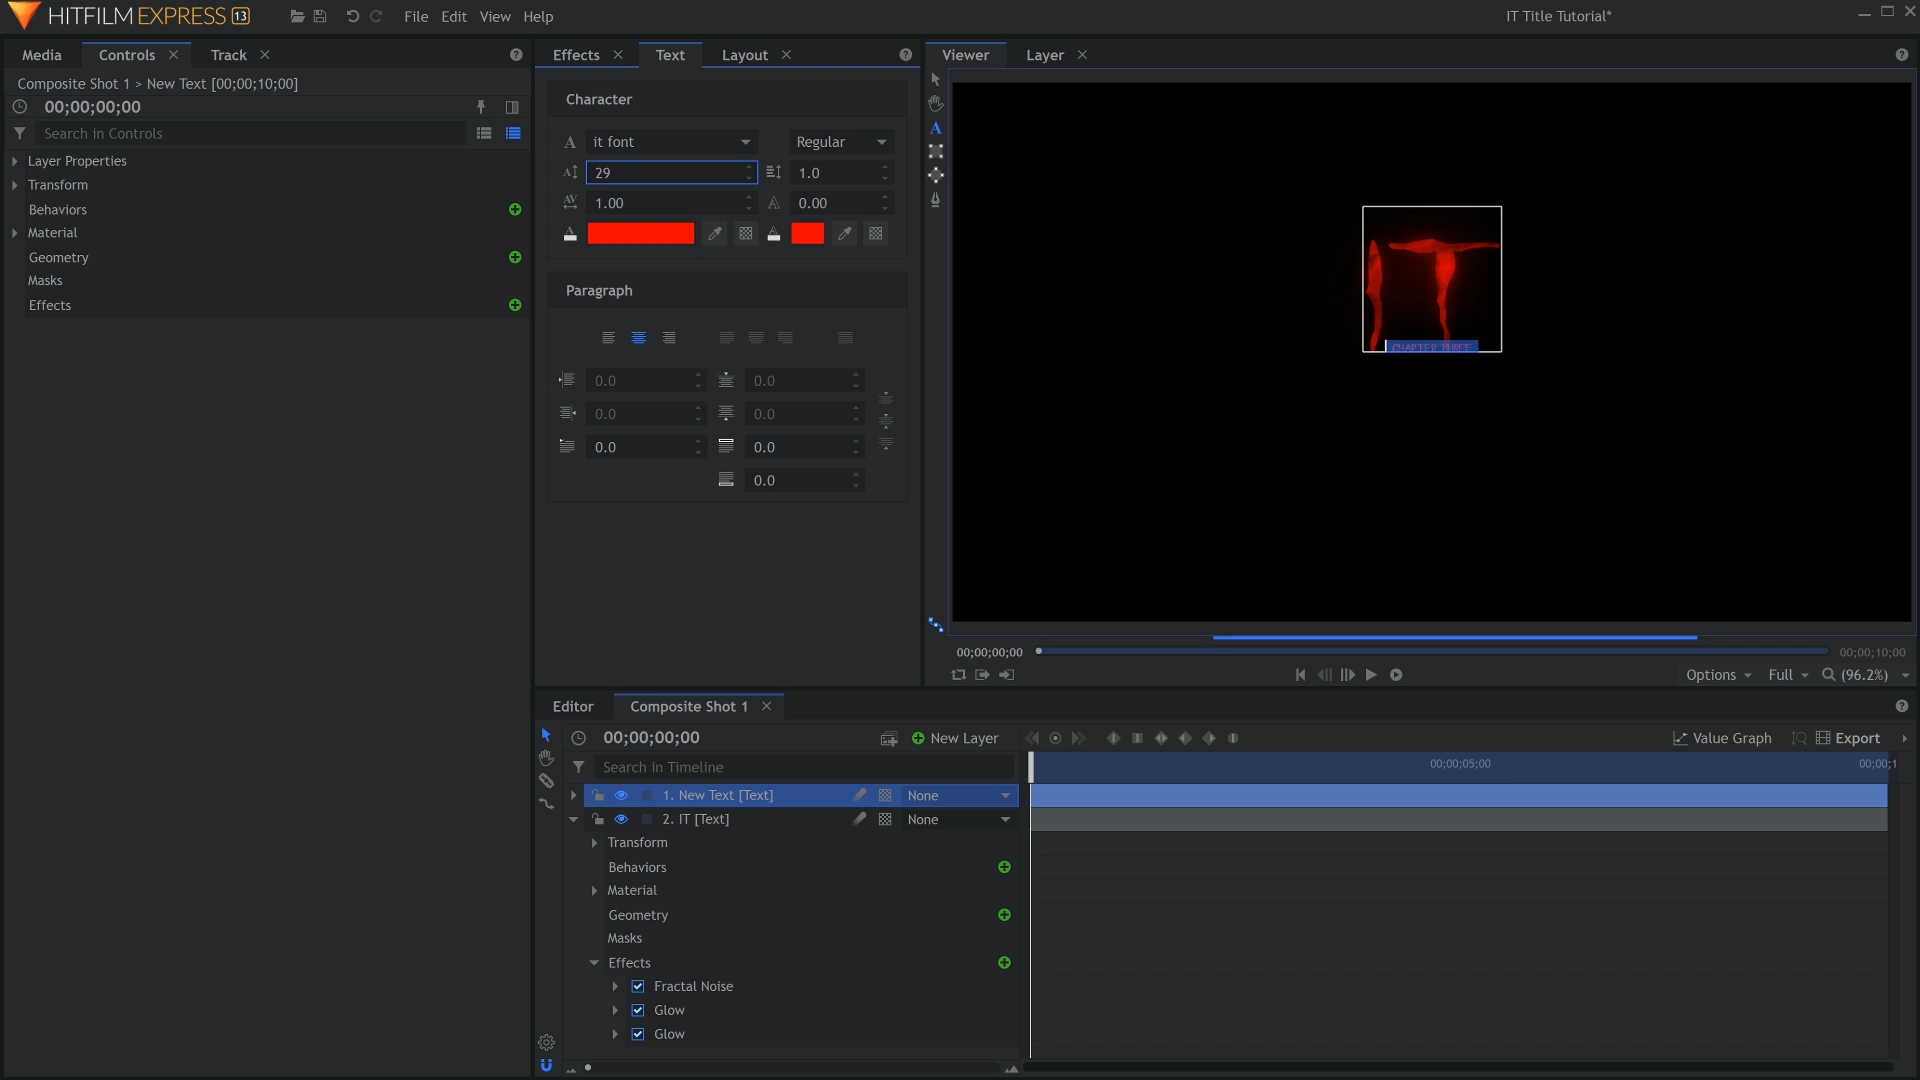 HITFILM EXPRESS 13
File Edit View Help
IT Title Tutorial*
Media Controls Track
Composite Shot 1 > New Text [00;00;10;00]
00;00;00;00
Search in Controls
Layer Properties
Transform
Behaviors
Material
Geometry
Masks
Effects
Effects Text Layout
Character
it font Regular
29 1.0
1.00 0.00
Paragraph
0.0 0.0
0.0 0.0
0.0 0.0
0.0
Viewer Layer
IT
CHAPTER THREE
00;00;00;00 00;00;10;00
Options Full (96.2%)
Editor Composite Shot 1
00;00;00;00 New Layer Value Graph Export
Search in Timeline 00;00;05;00 00;00;1
1. New Text [Text] None
2. IT [Text] None
Transform
Behaviors
Material
Geometry
Masks
Effects
Fractal Noise
Glow
Glow